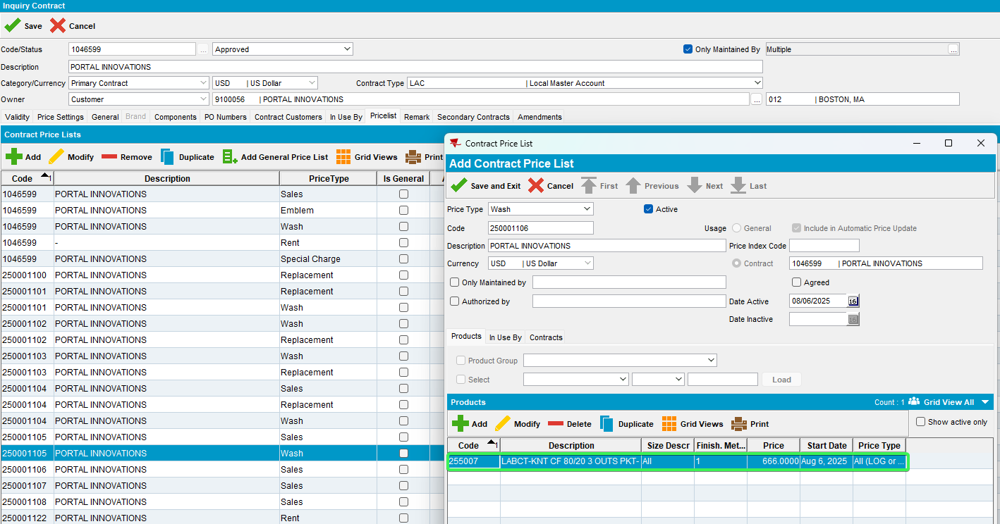 Inquiry Contract
Save Cancel
Code/Status 1046599 ... Approved Only Maintained By Multiple ...
Description PORTAL INNOVATIONS
Category/Currency Primary Contract USD | US Dollar Contract Type LAC | Local Master Account
Owner Customer 9100056 | PORTAL INNOVATIONS ... 012 | BOSTON, MA
Validity Price Settings General Brand Components PO Numbers Contract Customers In Use By Pricelist Remark Secondary Contracts Amendments
Contract Price Lists
Add Modify Remove Duplicate Add General Price List Grid Views Print
Code 1 Description PriceType Is General
1046599 PORTAL INNOVATIONS Sales
1046599 PORTAL INNOVATIONS Emblem
1046599 PORTAL INNOVATIONS Wash
1046599 - Rent
1046599 PORTAL INNOVATIONS Special Charge
250001100 PORTAL INNOVATIONS Replacement
250001101 PORTAL INNOVATIONS Replacement
250001101 PORTAL INNOVATIONS Wash
250001102 PORTAL INNOVATIONS Wash
250001102 PORTAL INNOVATIONS Replacement
250001103 PORTAL INNOVATIONS Wash
250001103 PORTAL INNOVATIONS Replacement
250001104 PORTAL INNOVATIONS Sales
250001104 PORTAL INNOVATIONS Replacement
250001104 PORTAL INNOVATIONS Wash
250001105 PORTAL INNOVATIONS Sales
250001105 PORTAL INNOVATIONS Wash
250001106 PORTAL INNOVATIONS Sales
250001107 PORTAL INNOVATIONS Sales
250001108 PORTAL INNOVATIONS Sales
250001122 PORTAL INNOVATIONS Rent
Contract Price List
Add Contract Price List
Save and Exit Cancel First Previous Next Last
Price Type Wash Active
Code 250001106 Usage General Include in Automatic Price Update
Description PORTAL INNOVATIONS Price Index Code
Currency USD | US Dollar Contract 1046599 | PORTAL INNOVATIONS
Only Maintained by Agreed
Authorized by Date Active 08/06/2025 16
Date Inactive 16
Products In Use By Contracts
Product Group
Select Load
Products Count : 1 Grid View All
Add Modify Delete Duplicate Grid Views Print Show active only
Code 1 Description Size Descr Finish. Met... Price Start Date Price Type
255007 LABCT-KNT CF 80/20 3 OUTS PKT- All 1 666.0000 Aug 6, 2025 All (LOG or ...